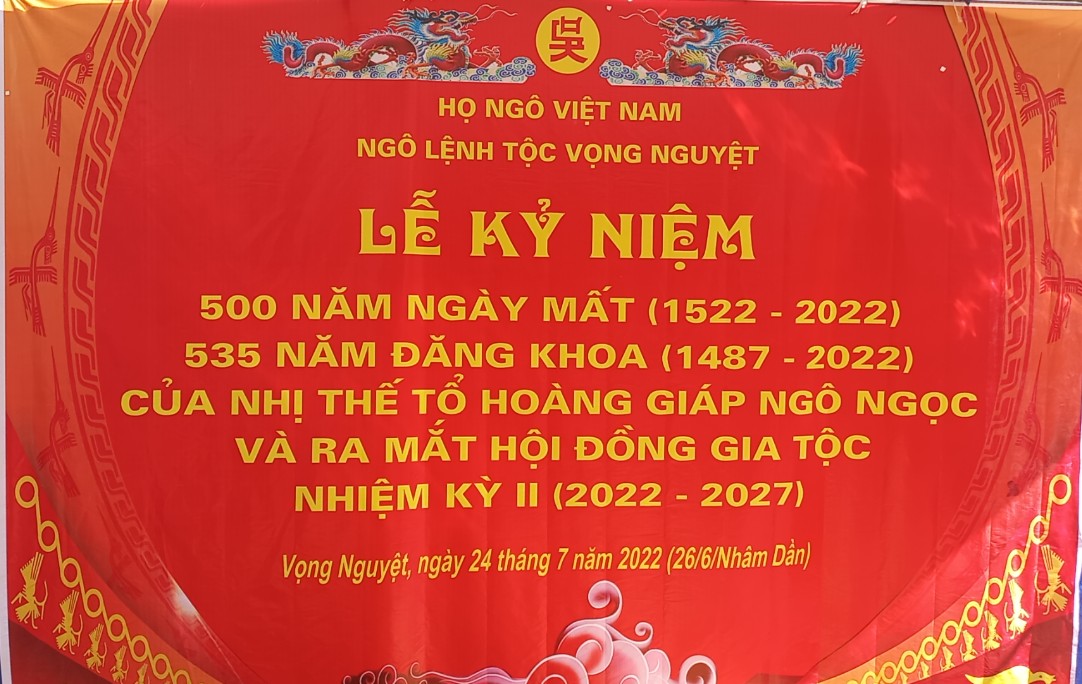 吳
HỌ NGÔ VIỆT NAM
NGÔ LỆNH TỘC VỌNG NGUYỆT
LỄ KỶ NIỆM
500 NĂM NGÀY MẤT (1522 - 2022)
535 NĂM ĐĂNG KHOA (1487 - 2022)
CỦA NHỊ THẾ TỔ HOÀNG GIÁP NGÔ NGỌC
VÀ RA MẮT HỘI ĐỒNG GIA TỘC
NHIỆM KỲ II (2022 - 2027)
Vọng Nguyệt, ngày 24 tháng 7 năm 2022 (26/6/Nhâm Dần)